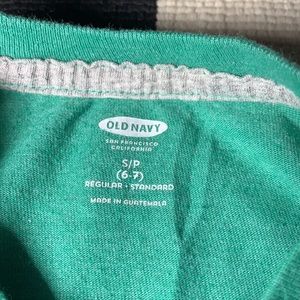 OLD NAVY
SAN FRANCISCO
CALIFORNIA
S/P
(6-7)
REGULAR • STANDARD
MADE IN GUATEMALA